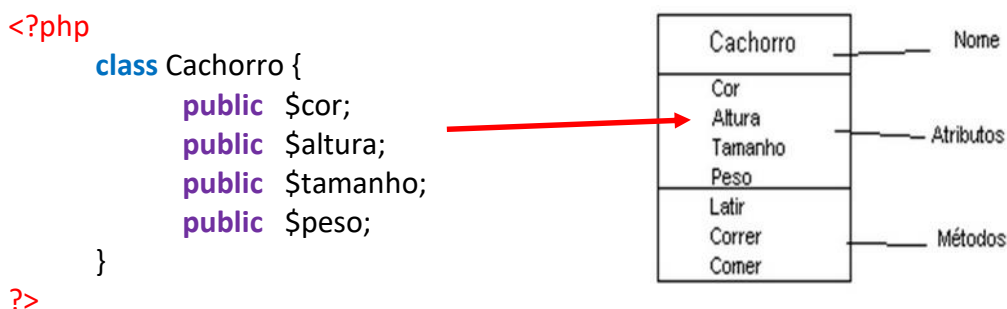 <?php
class Cachorro {
public $cor;
public $altura;
public $tamanho;
public $peso;
}
?>
Cachorro
Nome
Cor
Altura
Tamanho
Peso
Atributos
Latir
Correr
Comer
Métodos